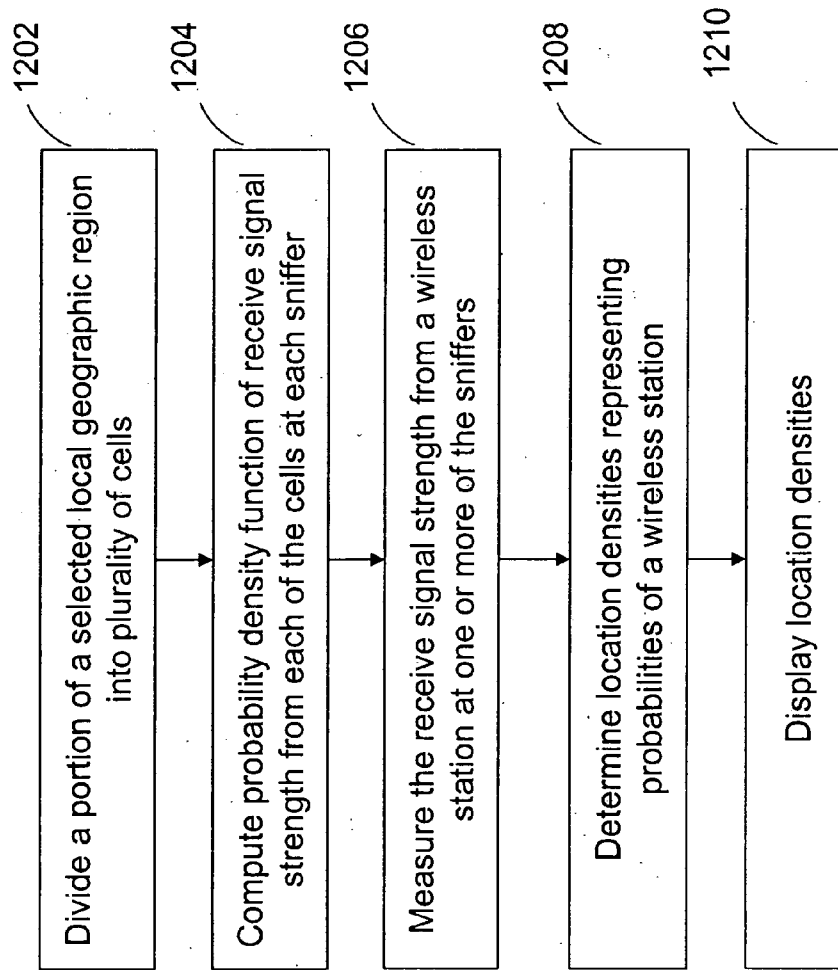 1202
Divide a portion of a selected local geographic region
into plurality of cells
1204
Compute probability density function of receive signal
strength from each of the cells at each sniffer
1206
Measure the receive signal strength from a wireless
station at one or more of the sniffers
1208
Determine location densities representing
probabilities of a wireless station
1210
Display location densities